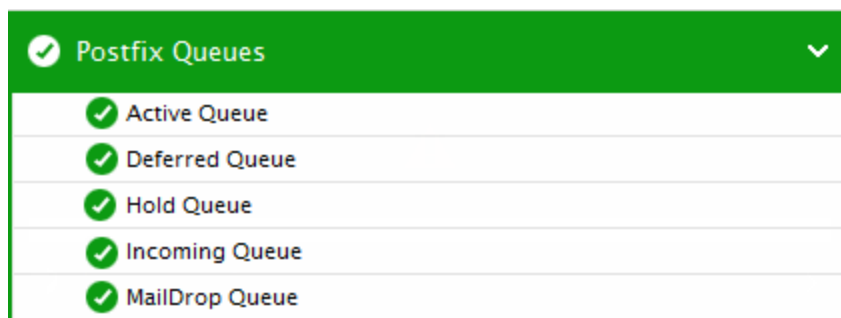 Postfix Queues
Active Queue
Deferred Queue
Hold Queue
Incoming Queue
MailDrop Queue